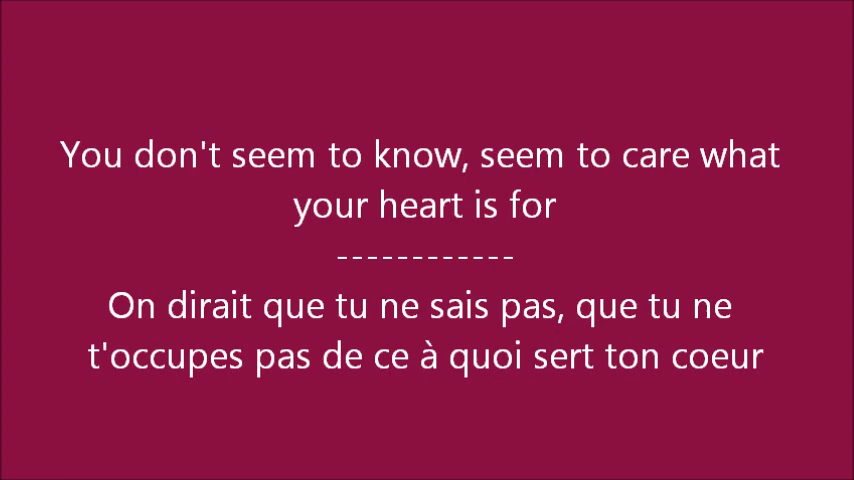 You don't seem to know, seem to care what
your heart is for
------------
On dirait que tu ne sais pas, que tu ne
t'occupes pas de ce à quoi sert ton coeur